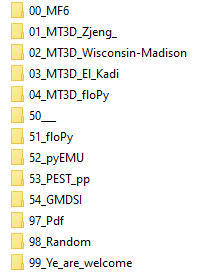 00_MF6
01_MT3D_Zjeng_
02_MT3D_Wisconsin-Madison
03_MT3D_El_Kadi
04_MT3D_floPy
50___
51_floPy
52_pyEMU
53_PEST_pp
54_GMDSI
97_Pdf
98_Random
99_Ye_are_welcome